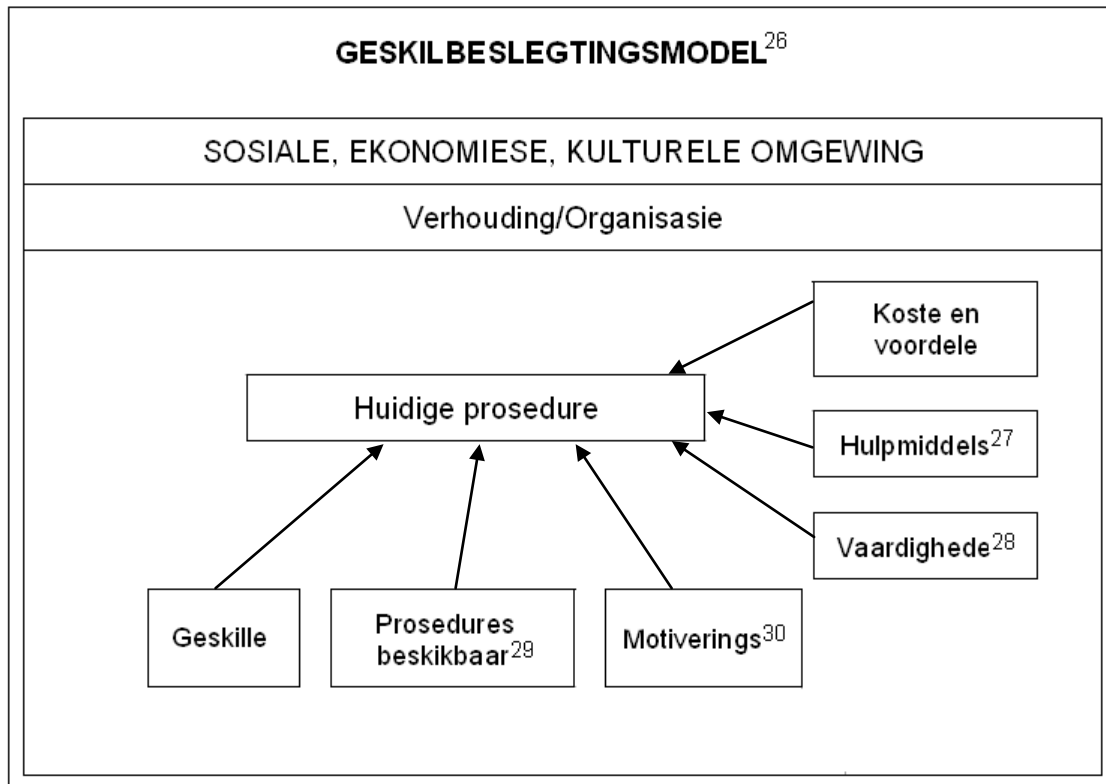 GESKILBESLEGTINGSMODEL26
SOSIALE, EKONOMIESE, KULTURELE OMGEWING
Verhouding/Organisasie
Koste en
voordele
Huidige prosedure
Hulpmiddels27
Vaardighede28
Geskille
Prosedures
beskikbaar29
Motiverings30